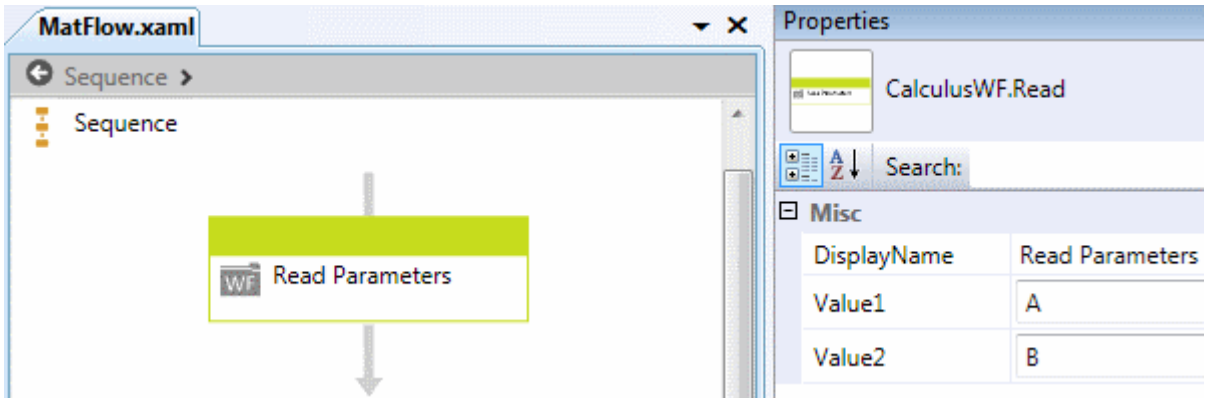 MatFlow.xaml
Sequence
Sequence
WF
Read Parameters
Properties
CalculusWF.Read
A
Z
Search:
Misc
DisplayName Read Parameters
Value1 A
Value2 B